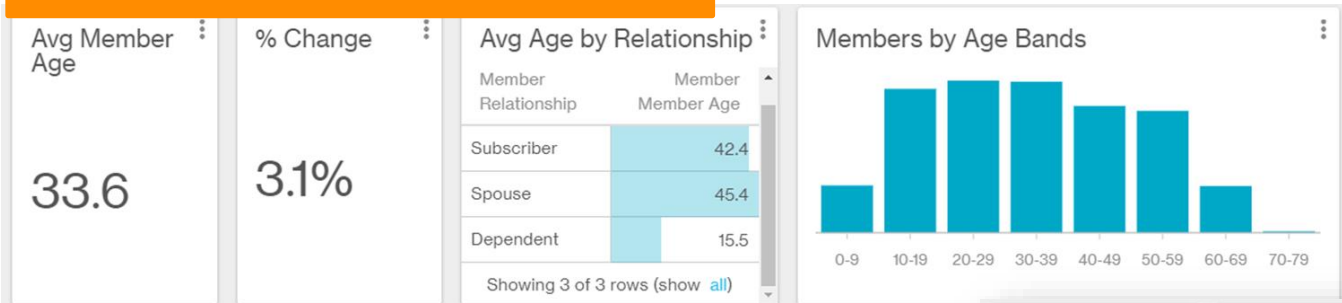 Avg Member
Age
33.6
% Change
3.1%
Avg Age by Relationship
Member
Relationship
Member
Member Age
Subscriber 42.4
Spouse 45.4
Dependent 15.5
Showing 3 of 3 rows (show all)
Members by Age Bands
0-9 10-19 20-29 30-39 40-49 50-59 60-69 70-79